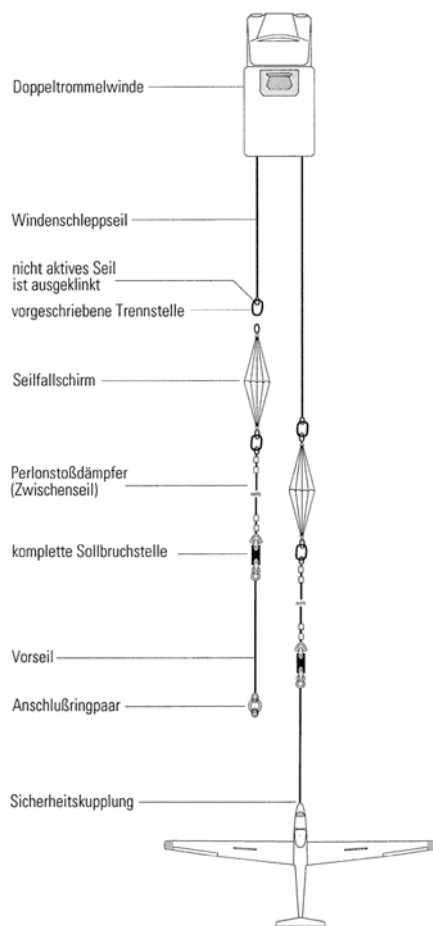 Doppeltrommelwinde
Windenschleppseil
nicht aktives Seil
ist ausgeklinkt
vorgeschriebene Trennstelle
Seilfallschirm
Perlonstoßdämpfer
(Zwischenseil)
komplette Sollbruchstelle
Vorseil
Anschlußringpaar
Sicherheitskupplung